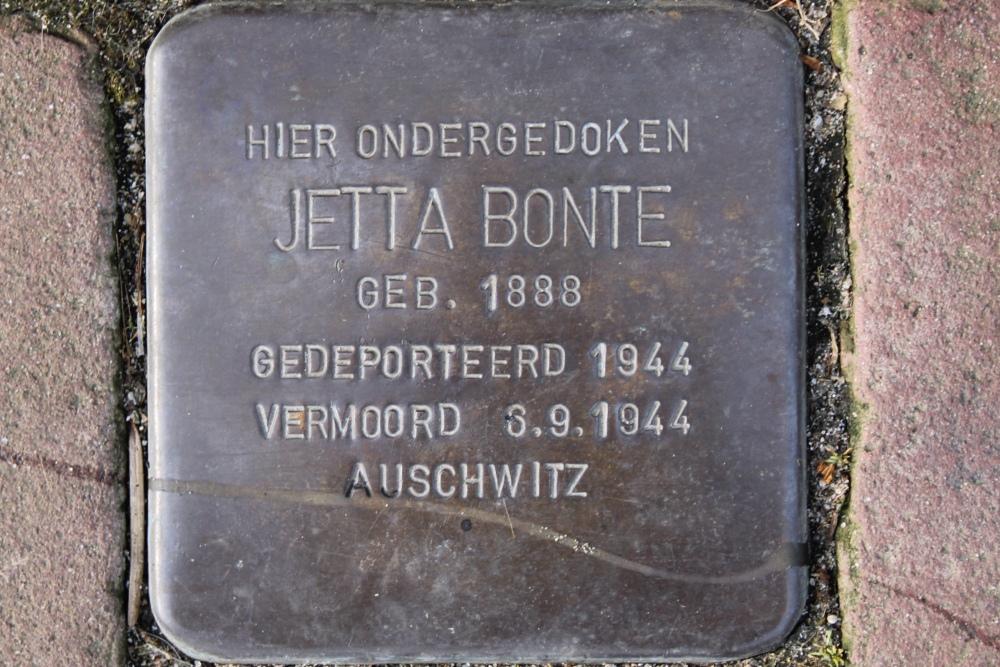 HIER ONDERGEDOKEN
JETTA BONTE
GEB. 1888
GEDEPORTEERD 1944
VERMOORD 6.9.1944
AUSCHWITZ